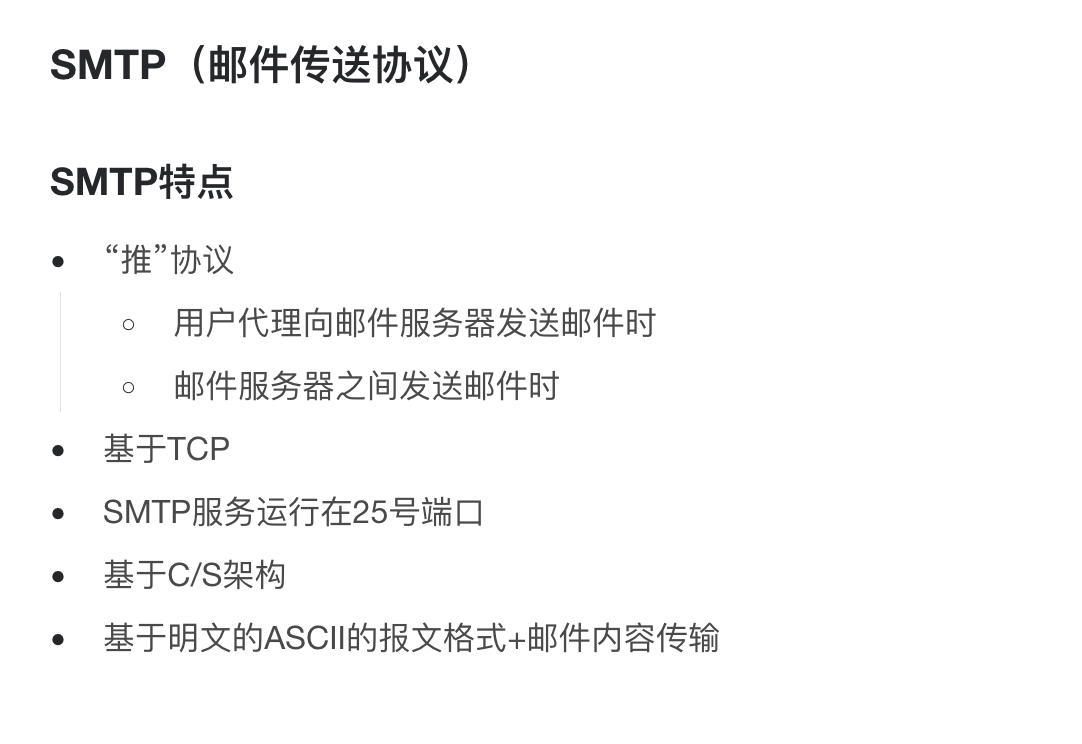 SMTP（邮件传送协议）
SMTP特点
“推”协议
用户代理向邮件服务器发送邮件时
邮件服务器之间发送邮件时
基于TCP
SMTP服务运行在25号端口
基于C/S架构
基于明文的ASCII的报文格式+邮件内容传输